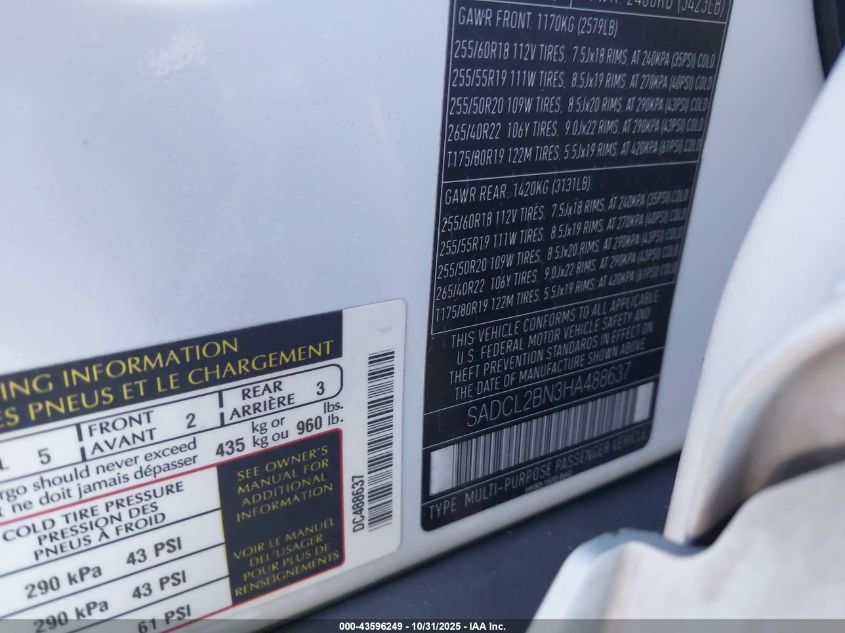 GAWR FRONT 1170KG (2579LB)
255/60R18 112V TIRES, 7.5Jx18 RIMS, AT 240KPA (35PSI) COLD
255/55R19 111W TIRES, 8.5Jx19 RIMS, AT 270KPA (40PSI) COLD
255/50R20 109W TIRES, 8.5Jx20 RIMS, AT 290KPA (43PSI) COLD
265/40R22 106Y TIRES, 9.0Jx22 RIMS, AT 290KPA (43PSI) COLD
T175/80R19 122M TIRES, 5.5Jx19 RIMS, AT 420KPA (61PSI) COLD
GAWR REAR 1420KG (3131LB)
255/60R18 112V TIRES, 7.5Jx18 RIMS, AT 240KPA (35PSI) COLD
255/55R19 111W TIRES, 8.5Jx19 RIMS, AT 270KPA (40PSI) COLD
255/50R20 109W TIRES, 8.5Jx20 RIMS, AT 290KPA (43PSI) COLD
265/40R22 106Y TIRES, 9.0Jx22 RIMS, AT 290KPA (43PSI) COLD
T175/80R19 122M TIRES, 5.5Jx19 RIMS, AT 420KPA (61PSI) COLD
THIS VEHICLE CONFORMS TO ALL APPLICABLE
U.S. FEDERAL MOTOR VEHICLE SAFETY AND
THEFT PREVENTION STANDARDS IN EFFECT ON
THE DATE OF MANUFACTURE SHOWN ABOVE.
SADCL2BN3HA488637
TYPE: MULTI-PURPOSE PASSENGER VEHICLE
ING INFORMATION
ES PNEUS ET LE CHARGEMENT
L 5 FRONT 2 REAR 3
AVANT ARRIÈRE
rgo should never exceed 435 kg or 960 lbs.
t ne doit jamais dépasser kg ou lb.
COLD TIRE PRESSURE
PRESSION DES
PNEUS À FROID
290 kPa 43 PSI
290 kPa 43 PSI
61 PSI
SEE OWNER'S
MANUAL FOR
ADDITIONAL
INFORMATION
VOIR LE MANUEL
DE L'USAGER
POUR PLUS DE
RENSEIGNEMENTS
DC488637
000-43596249 - 10/31/2025 - IAA Inc.